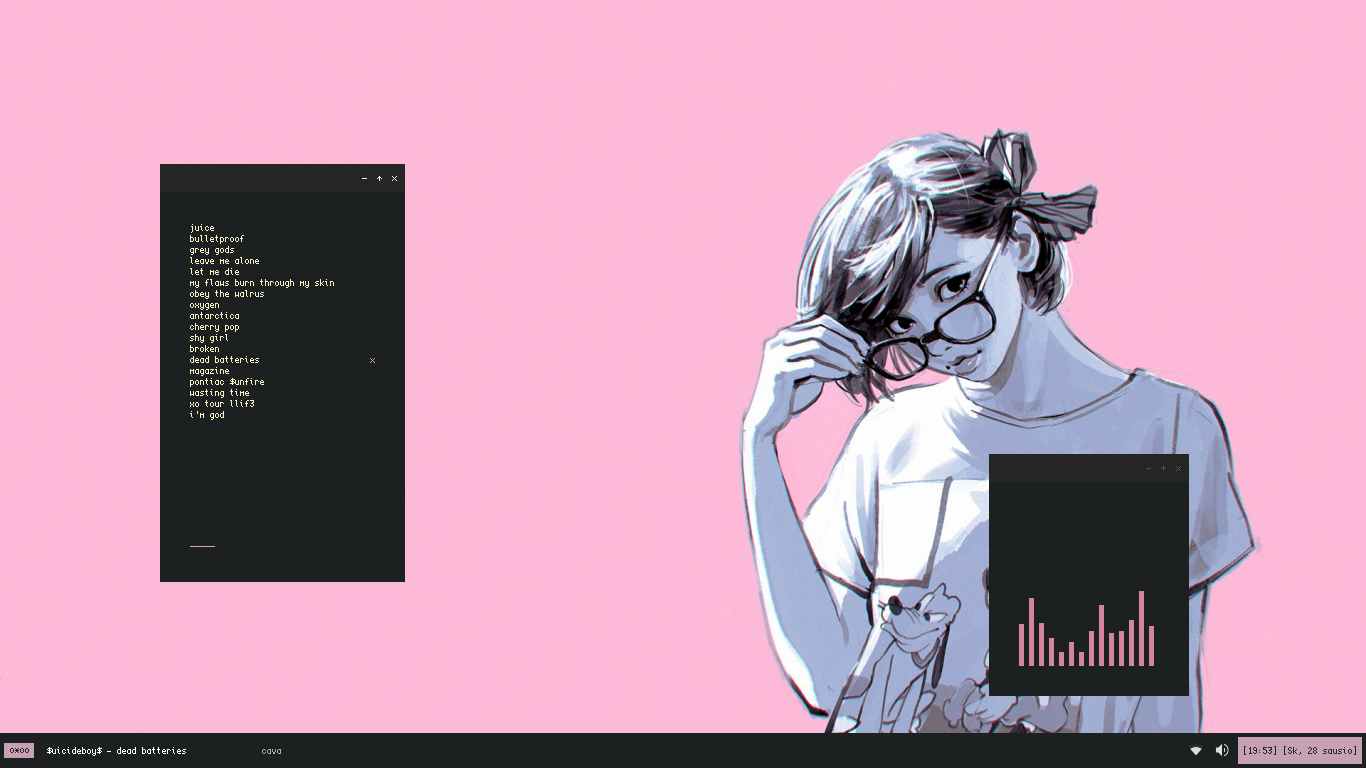 juice
bulletproof
grey gods
leave me alone
let me die
my flaws burn through my skin
obey the walrus
oxygen
antarctica
cherry pop
shy girl
broken
dead batteries
magazine
pontiac $unfire
wasting time
xo tour llif3
i'm god
$uicideboy$ - dead batteries
cava
[19:53] [Sk, 28 sausio]